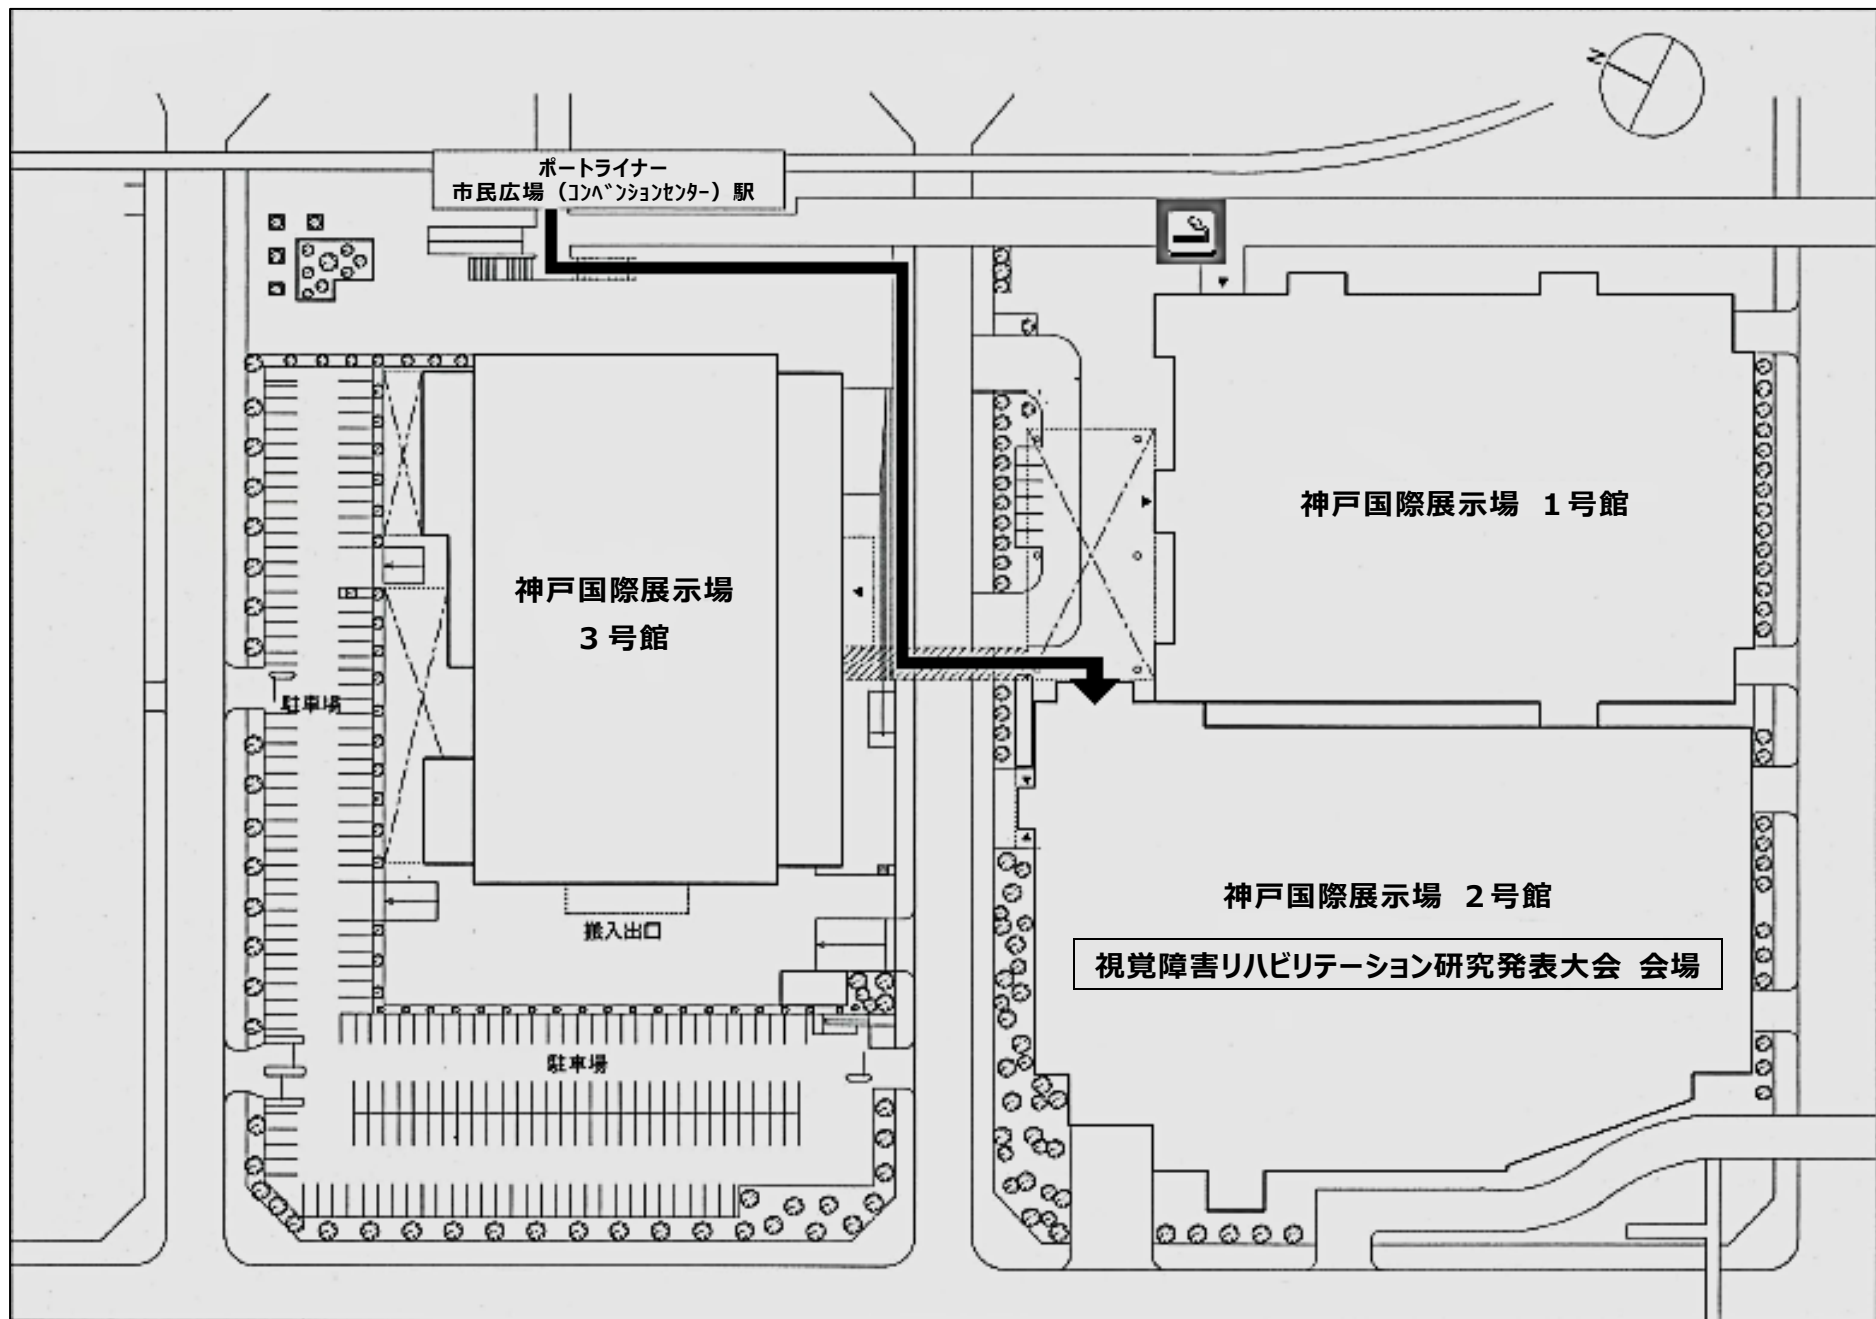 N
ポートライナー
市民広場（ｺﾝﾍﾞﾝｼｮﾝｾﾝﾀｰ）駅
神戸国際展示場 １号館
神戸国際展示場
３号館
駐車場
神戸国際展示場 ２号館
搬入出口
視覚障害リハビリテーション研究発表大会 会場
駐車場